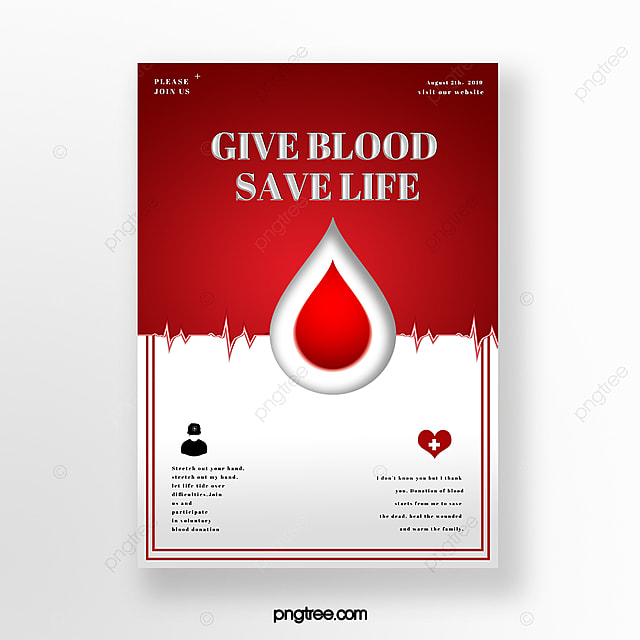 PLEASE +
JOIN US
August 2th. 2019
visit our website
GIVE BLOOD
SAVE LIFE
Stretch out your hand,
stretch out my hand,
let life tide over
difficulties.Join
us and
participate
in voluntary
blood donation
I don't know you but I thank
you, Donation of blood
starts from me to save
the dead, heal the wounded
and warm the family.
pngtree.com